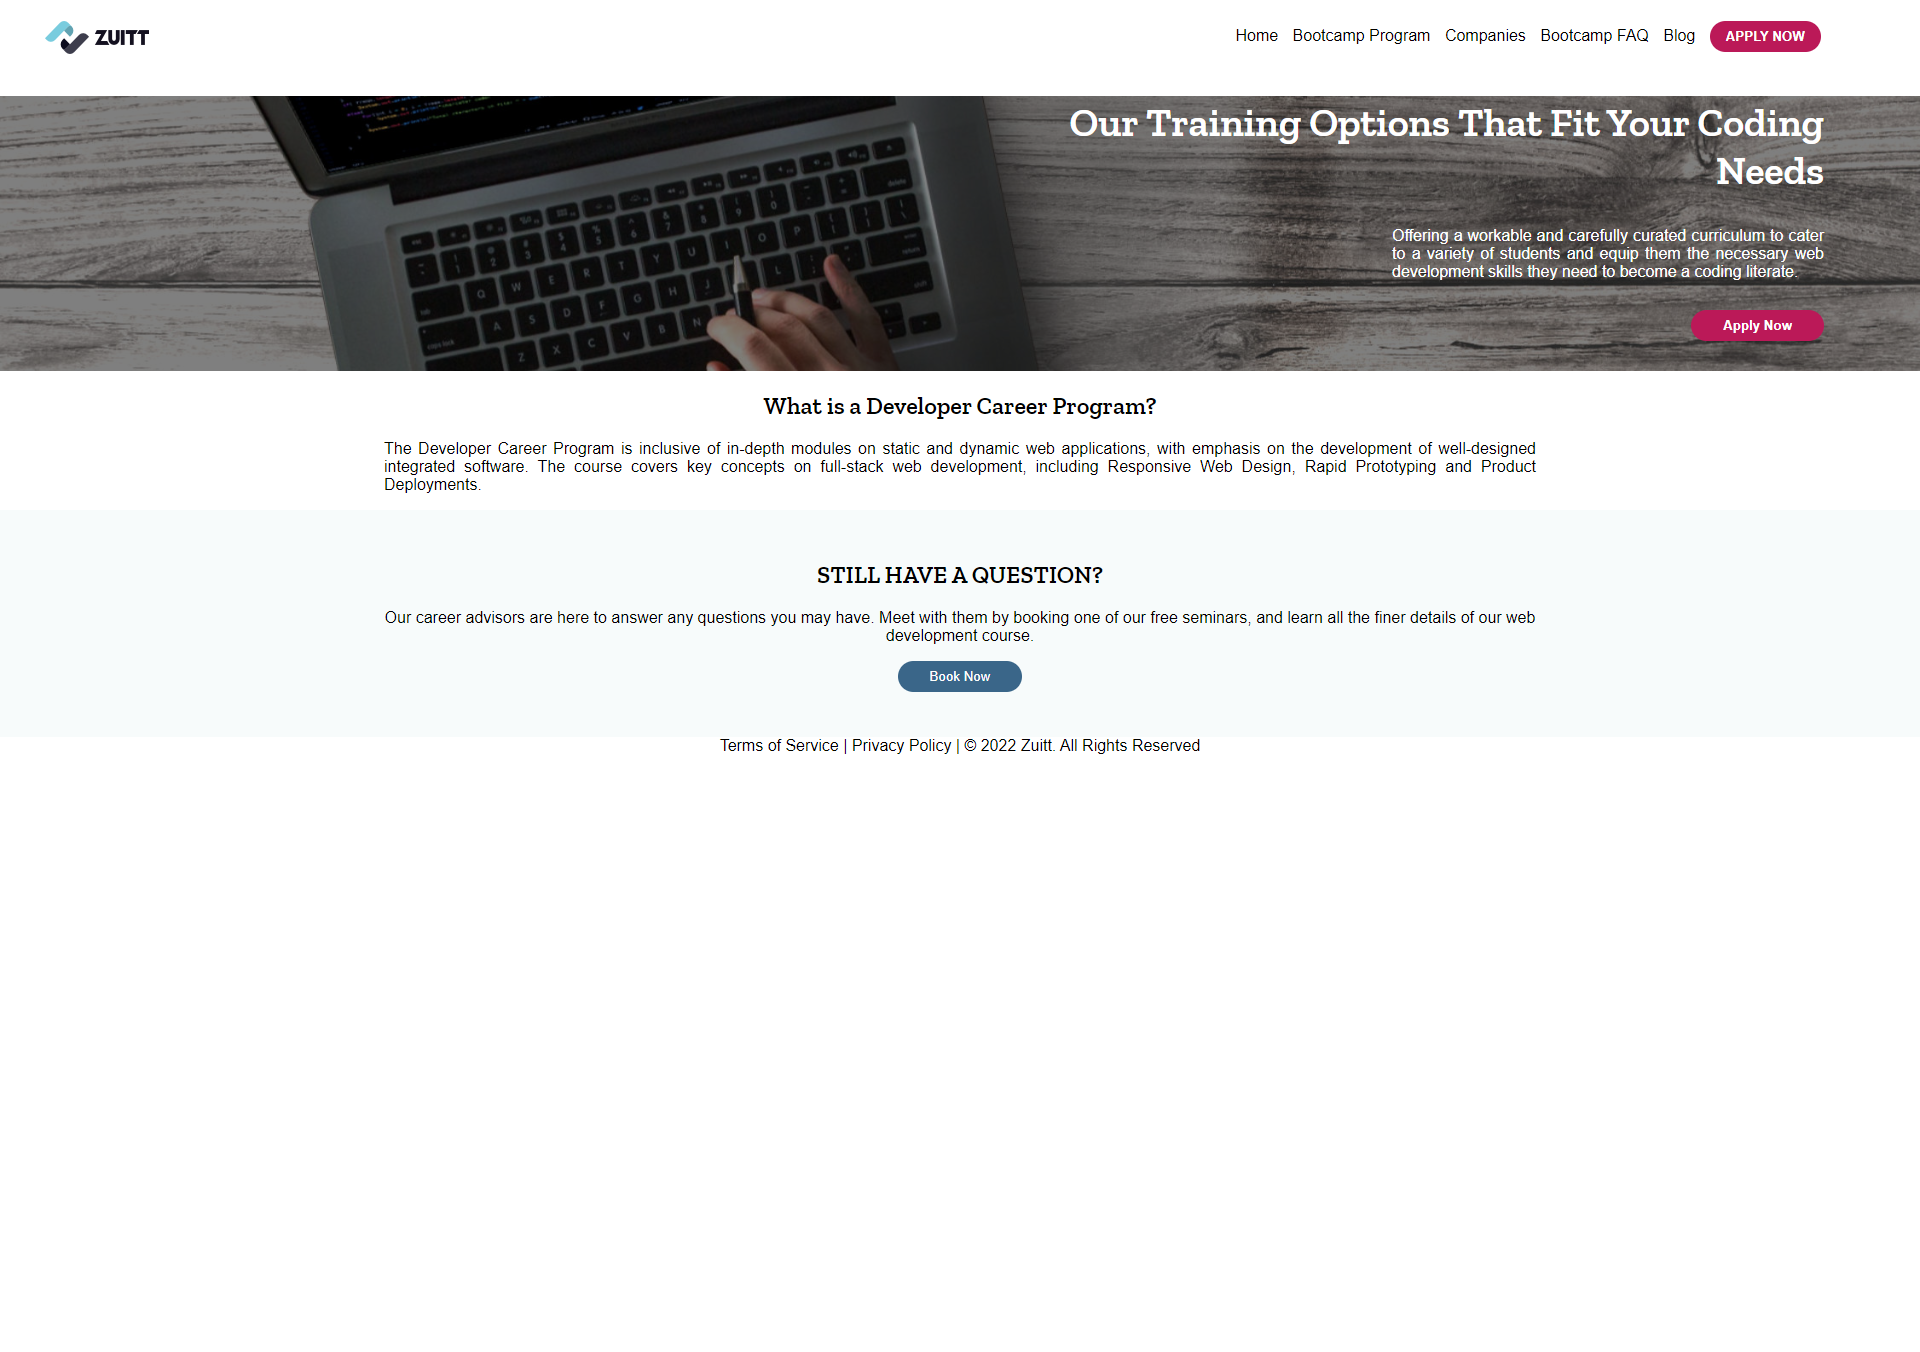 ZUITT
Home Bootcamp Program Companies Bootcamp FAQ Blog APPLY NOW
Our Training Options That Fit Your Coding
Needs
Offering a workable and carefully curated curriculum to cater
to a variety of students and equip them the necessary web
development skills they need to become a coding literate.
Apply Now
What is a Developer Career Program?
The Developer Career Program is inclusive of in-depth modules on static and dynamic web applications, with emphasis on the development of well-designed
integrated software. The course covers key concepts on full-stack web development, including Responsive Web Design, Rapid Prototyping and Product
Deployments.
STILL HAVE A QUESTION?
Our career advisors are here to answer any questions you may have. Meet with them by booking one of our free seminars, and learn all the finer details of our web
development course.
Book Now
Terms of Service | Privacy Policy | © 2022 Zuitt. All Rights Reserved